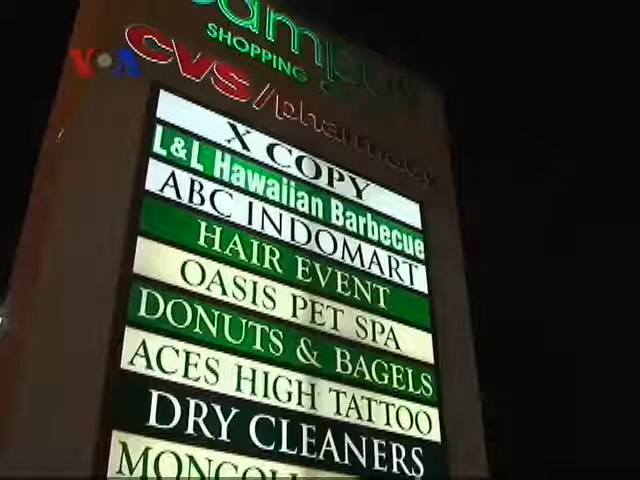 SHOPPING
CVS/pharmacy
VOA
X COPY
L&L Hawaiian Barbecue
ABC INDOMART
HAIR EVENT
OASIS PET SPA
DONUTS & BAGELS
ACES HIGH TATTOO
DRY CLEANERS